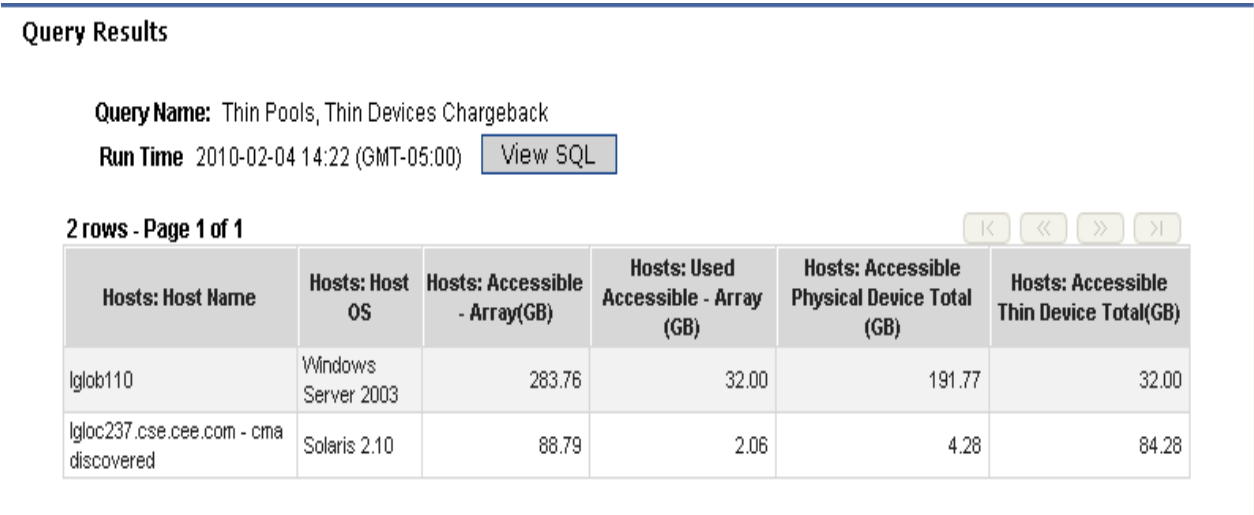 Query Results
Query Name: Thin Pools, Thin Devices Chargeback
Run Time 2010-02-04 14:22 (GMT-05:00) View SQL
2 rows - Page 1 of 1
Hosts: Host Name Hosts: Host OS Hosts: Accessible - Array(GB) Hosts: Used Accessible - Array (GB) Hosts: Accessible Physical Device Total (GB) Hosts: Accessible Thin Device Total(GB)
lglob110 Windows Server 2003 283.76 32.00 191.77 32.00
lgloc237.cse.cee.com - cma discovered Solaris 2.10 88.79 2.06 4.28 84.28